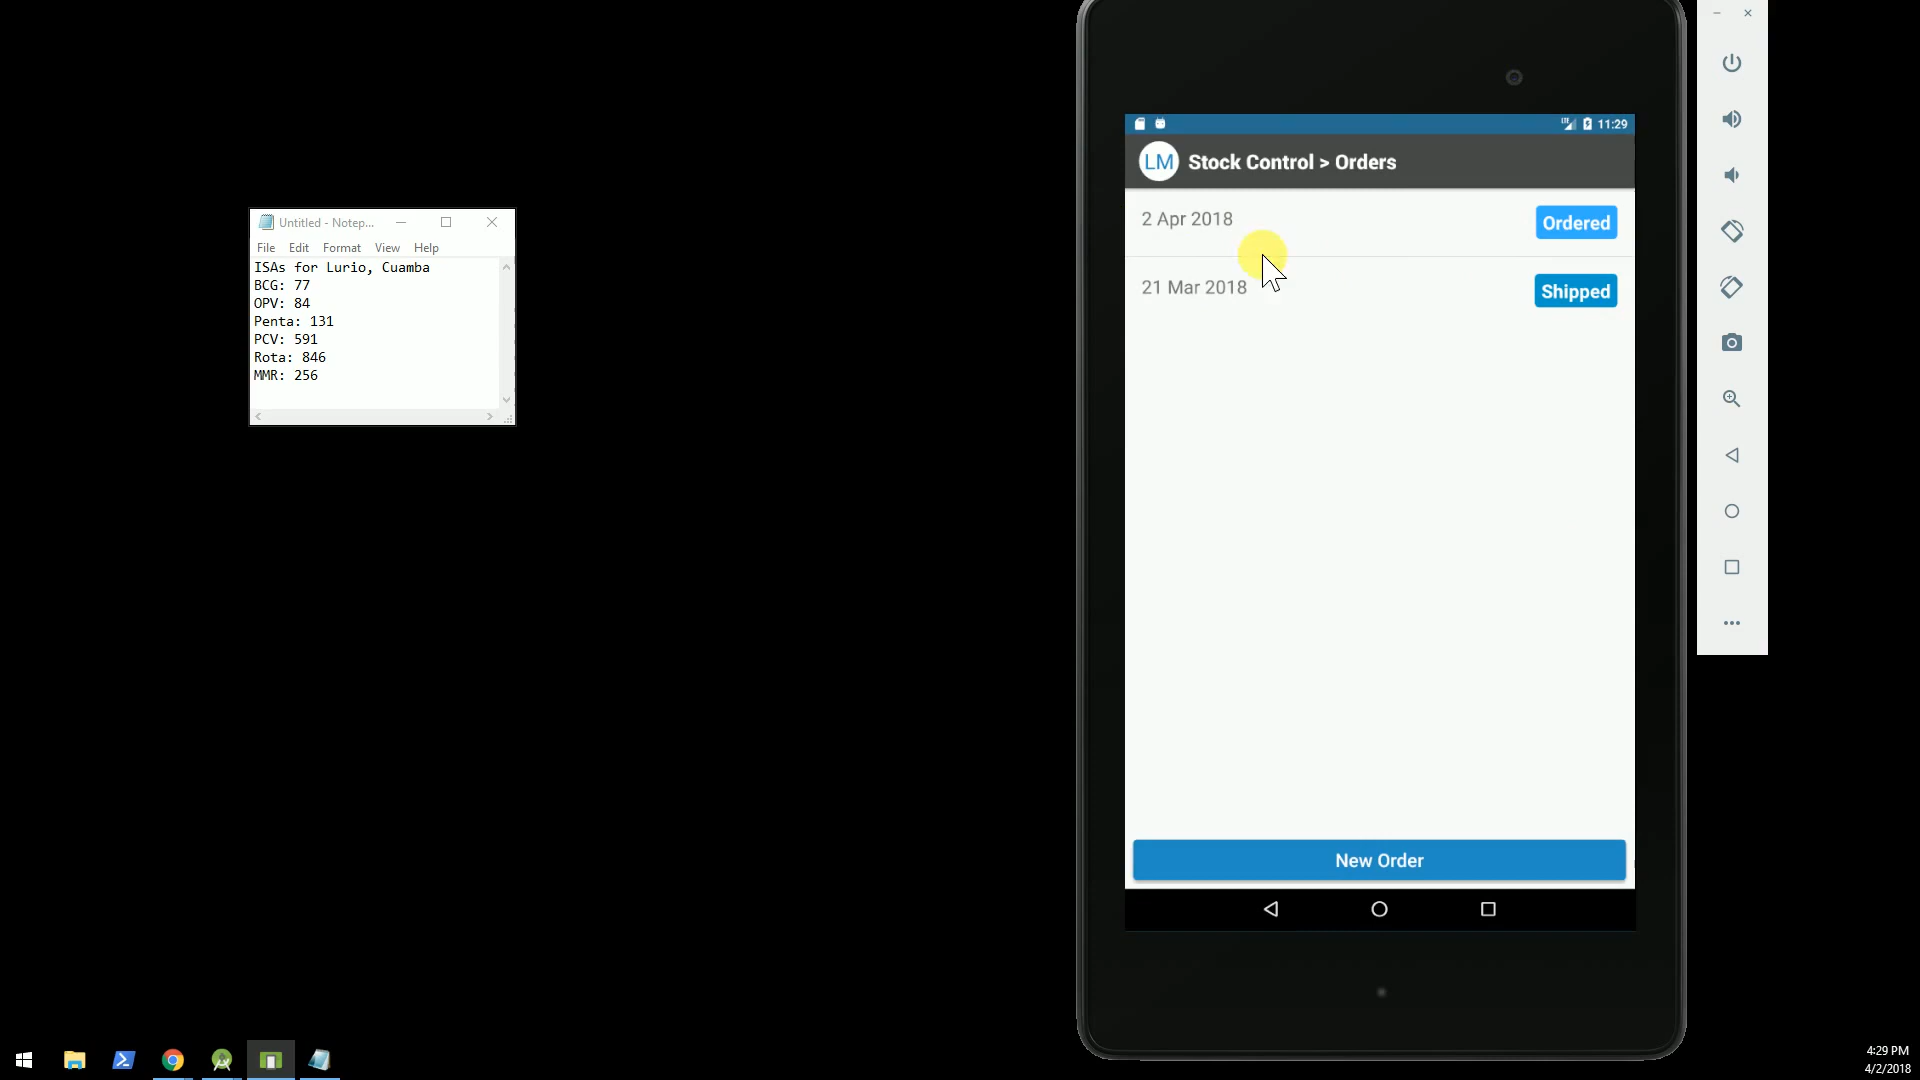 Untitled - Notep...
File Edit Format View Help
ISAs for Lurio, Cuamba
BCG: 77
OPV: 84
Penta: 131
PCV: 591
Rota: 846
MMR: 256
LTE 11:29
LM Stock Control > Orders
2 Apr 2018 Ordered
21 Mar 2018 Shipped
New Order
4:29 PM
4/2/2018